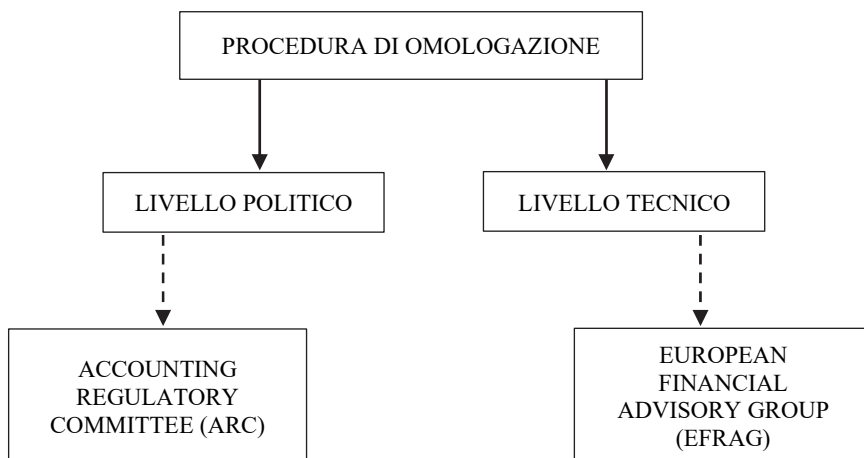 PROCEDURA DI OMOLOGAZIONE
LIVELLO POLITICO
LIVELLO TECNICO
ACCOUNTING
REGULATORY
COMMITTEE (ARC)
EUROPEAN
FINANCIAL
ADVISORY GROUP
(EFRAG)